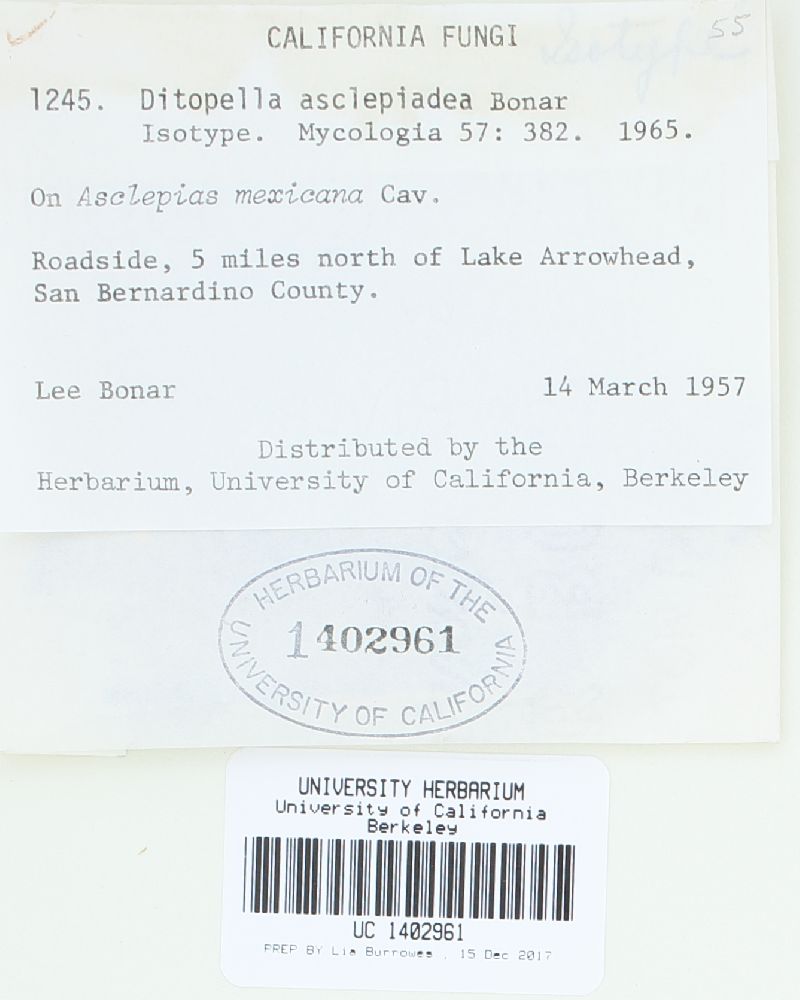 CALIFORNIA FUNGI
55
Isotype
1245. Ditopella asclepiadea Bonar
Isotype. Mycologia 57: 382. 1965.
On Asclepias mexicana Cav.
Roadside, 5 miles north of Lake Arrowhead,
San Bernardino County.
Lee Bonar 14 March 1957
Distributed by the
Herbarium, University of California, Berkeley
HERBARIUM OF THE
1402961
UNIVERSITY OF CALIFORNIA
UNIVERSITY HERBARIUM
University of California
Berkeley
UC 1402961
PREP BY Lia Burrowes , 15 Dec 2017